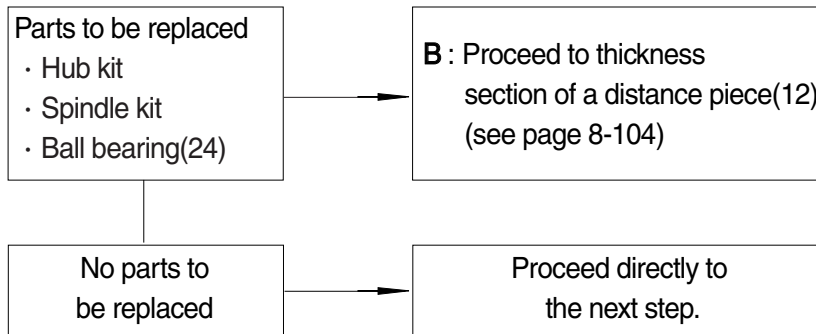 Parts to be replaced
· Hub kit
· Spindle kit
· Ball bearing(24)
B : Proceed to thickness
section of a distance piece(12)
(see page 8-104)
No parts to
be replaced
Proceed directly to
the next step.